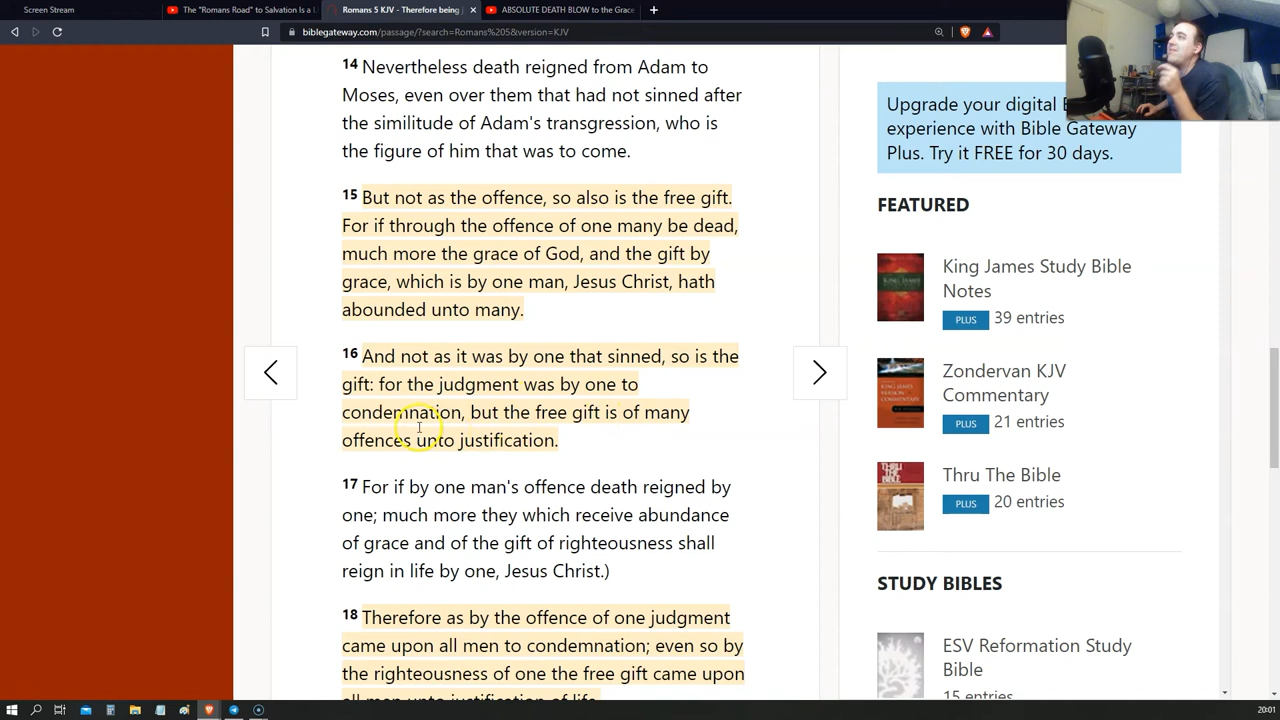 Screen Stream
The "Romans Road" to Salvation Is a
Romans 5 KJV - Therefore being
ABSOLUTE DEATH BLOW to the Grace
biblegateway.com/passage/?search=Romans%205&version=KJV
14 Nevertheless death reigned from Adam to
Moses, even over them that had not sinned after
the similitude of Adam's transgression, who is
the figure of him that was to come.
15 But not as the offence, so also is the free gift.
For if through the offence of one many be dead,
much more the grace of God, and the gift by
grace, which is by one man, Jesus Christ, hath
abounded unto many.
16 And not as it was by one that sinned, so is the
gift: for the judgment was by one to
condemnation, but the free gift is of many
offences unto justification.
17 For if by one man's offence death reigned by
one; much more they which receive abundance
of grace and of the gift of righteousness shall
reign in life by one, Jesus Christ.)
18 Therefore as by the offence of one judgment
came upon all men to condemnation; even so by
the righteousness of one the free gift came upon
all men unto justification of life.
Upgrade your digital
experience with Bible Gateway
Plus. Try it FREE for 30 days.
FEATURED
King James Study Bible
Notes
PLUS 39 entries
Zondervan KJV
Commentary
PLUS 21 entries
Thru The Bible
PLUS 20 entries
STUDY BIBLES
ESV Reformation Study
Bible
15 entries
20:01